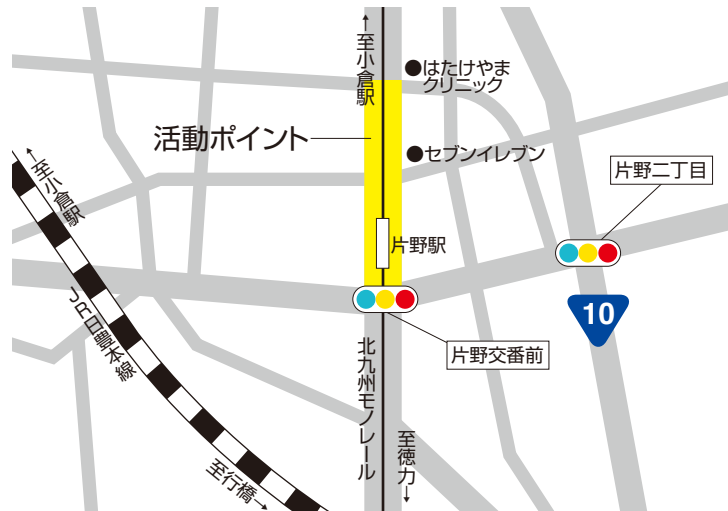 ←至小倉駅
はたけやま
クリニック
活動ポイント
セブンイレブン
片野二丁目
←至小倉駅
片野駅
JR日豊本線
10
片野交番前
北九州モノレール
至徳力→
至行橋→